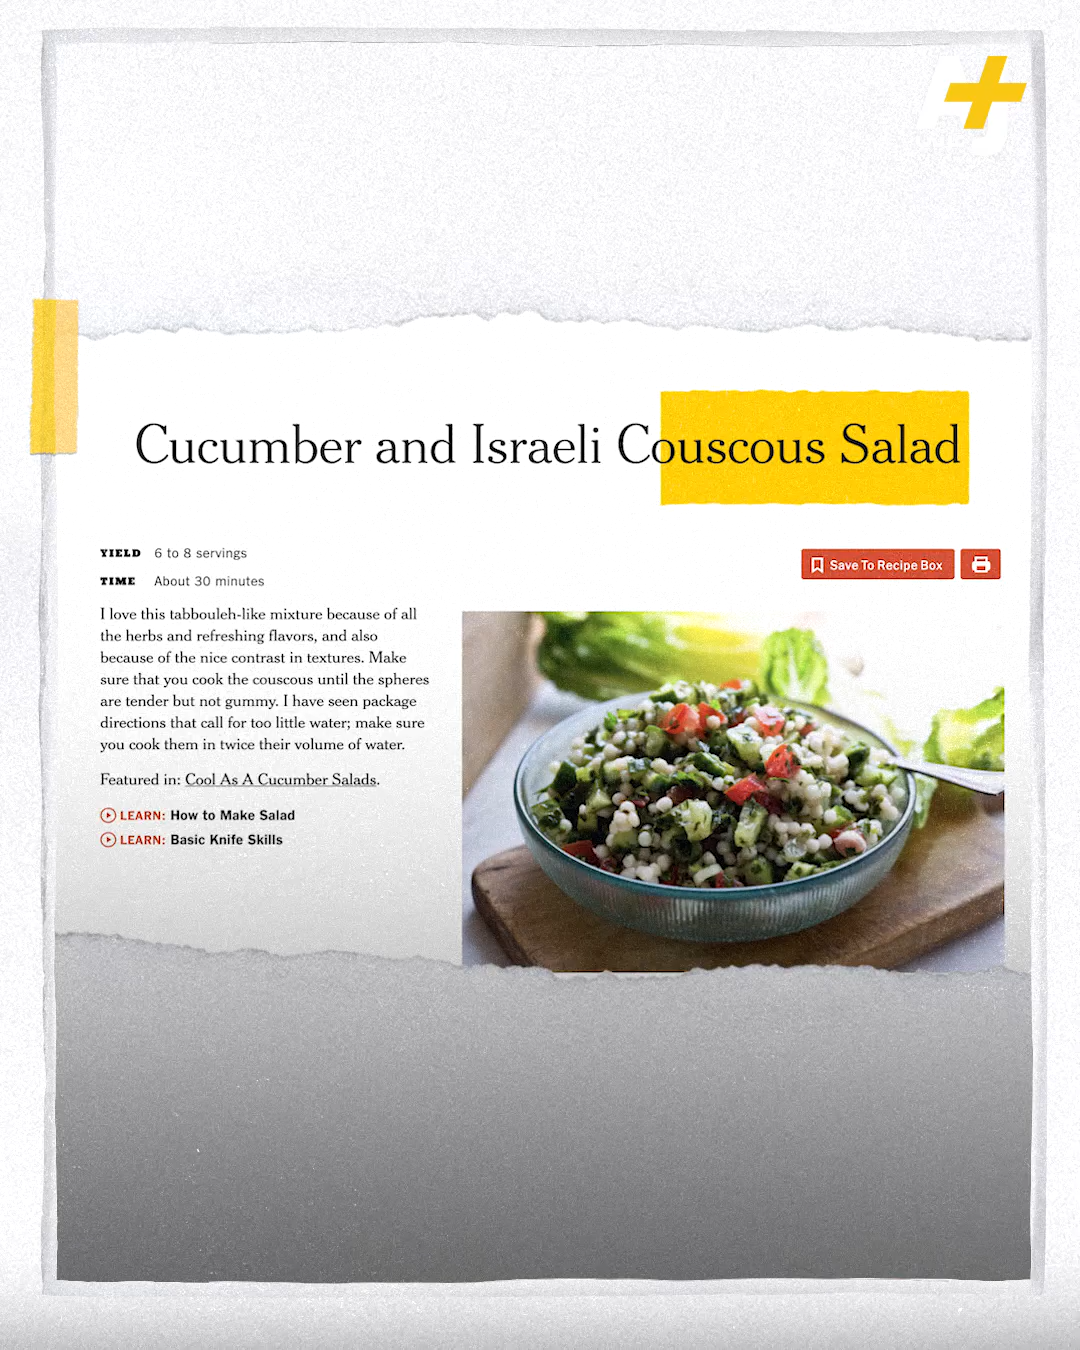 Cucumber and Israeli Couscous Salad
YIELD 6 to 8 servings
TIME About 30 minutes
Save To Recipe Box
I love this tabbouleh-like mixture because of all
the herbs and refreshing flavors, and also
because of the nice contrast in textures. Make
sure that you cook the couscous until the spheres
are tender but not gummy. I have seen package
directions that call for too little water; make sure
you cook them in twice their volume of water.
Featured in: Cool As A Cucumber Salads.
LEARN: How to Make Salad
LEARN: Basic Knife Skills